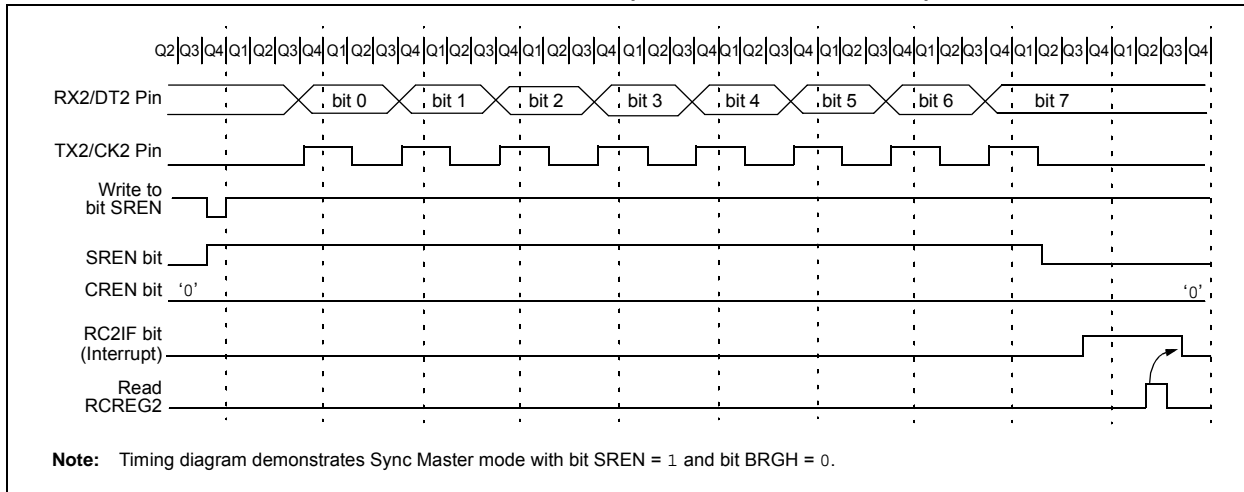 Q2 Q3 Q4 Q1 Q2 Q3 Q4 Q1 Q2 Q3 Q4 Q1 Q2 Q3 Q4 Q1 Q2 Q3 Q4 Q1 Q2 Q3 Q4 Q1 Q2 Q3 Q4 Q1 Q2 Q3 Q4 Q1 Q2 Q3 Q4 Q1 Q2 Q3 Q4 Q1 Q2 Q3 Q4
RX2/DT2 Pin bit 0 bit 1 bit 2 bit 3 bit 4 bit 5 bit 6 bit 7
TX2/CK2 Pin
Write to
bit SREN
SREN bit
CREN bit '0' '0'
RC2IF bit
(Interrupt)
Read
RCREG2
Note: Timing diagram demonstrates Sync Master mode with bit SREN = 1 and bit BRGH = 0.